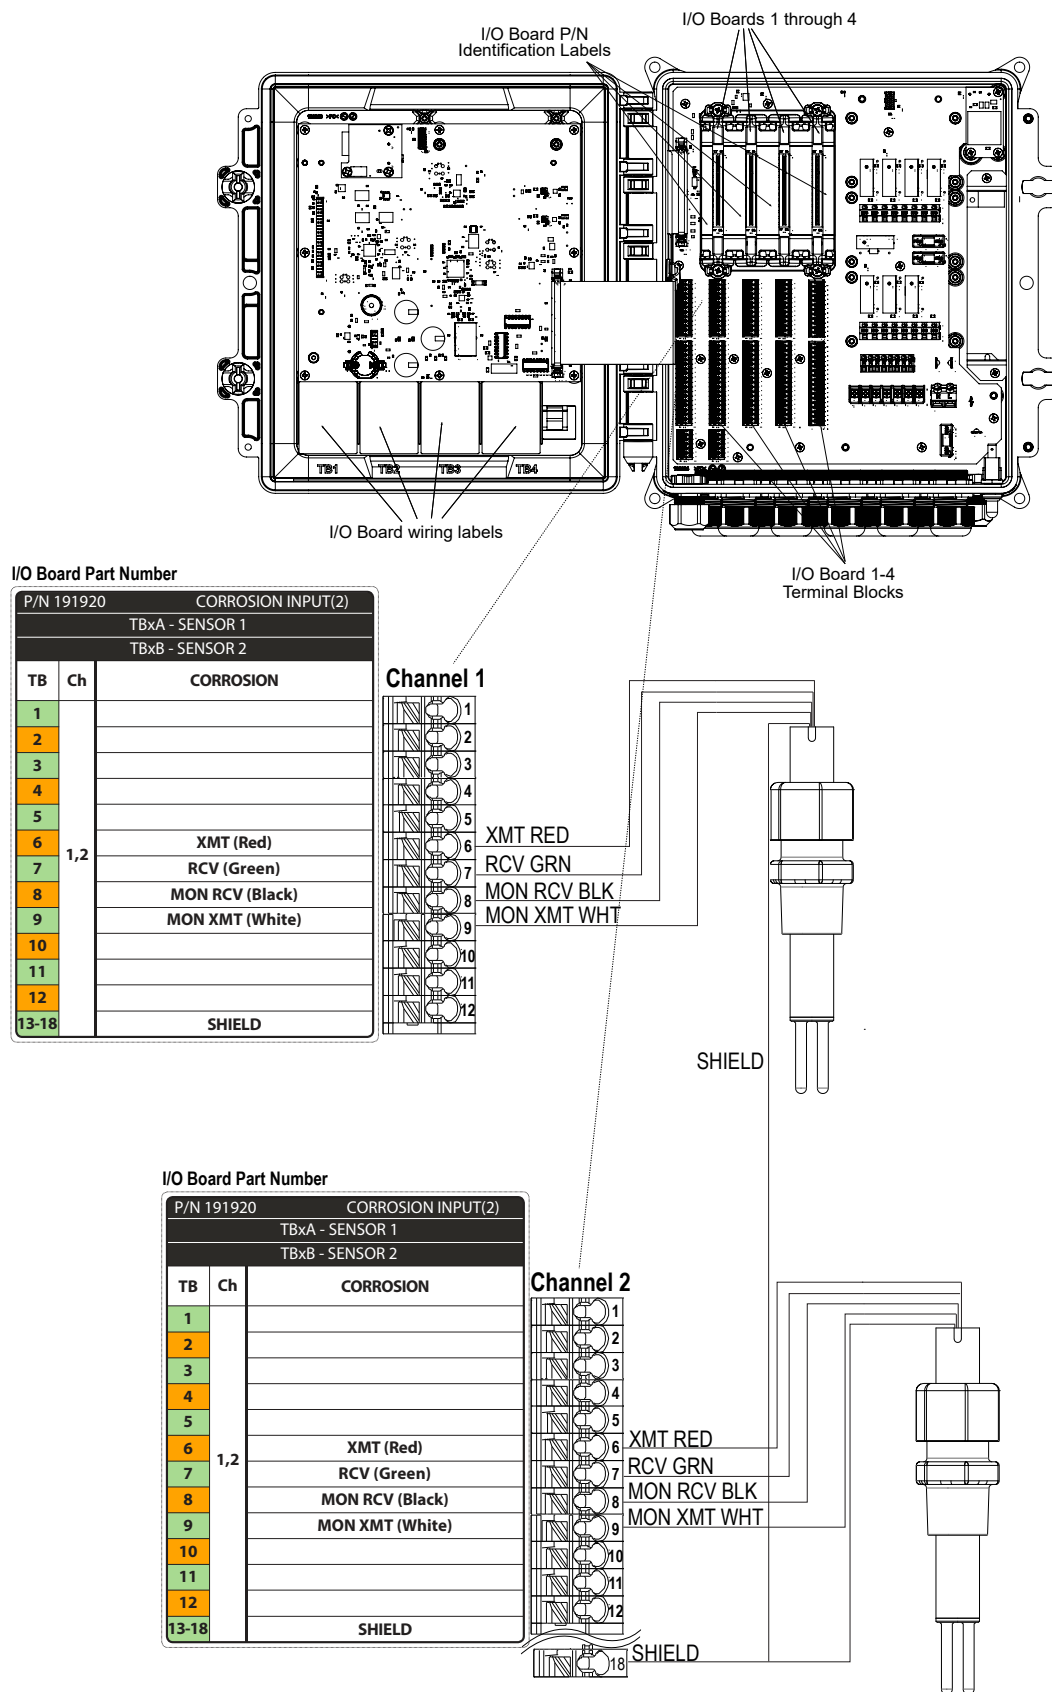 I/O Boards 1 through 4
I/O Board P/N
Identification Labels
TB1 TB2 TB3 TB4
I/O Board wiring labels
I/O Board 1-4
Terminal Blocks
I/O Board Part Number
P/N 191920 CORROSION INPUT(2)
TBxA - SENSOR 1
TBxB - SENSOR 2
TB Ch CORROSION
1
2
3
4
5
6 XMT (Red)
1,2
7 RCV (Green)
8 MON RCV (Black)
9 MON XMT (White)
10
11
12
13-18 SHIELD
Channel 1
1
2
3
4
5
6 XMT RED
7 RCV GRN
8 MON RCV BLK
9 MON XMT WHT
10
11
12
SHIELD
I/O Board Part Number
P/N 191920 CORROSION INPUT(2)
TBxA - SENSOR 1
TBxB - SENSOR 2
TB Ch CORROSION
1
2
3
4
5
6 XMT (Red)
1,2
7 RCV (Green)
8 MON RCV (Black)
9 MON XMT (White)
10
11
12
13-18 SHIELD
Channel 2
1
2
3
4
5
6 XMT RED
7 RCV GRN
8 MON RCV BLK
9 MON XMT WHT
10
11
12
18 SHIELD